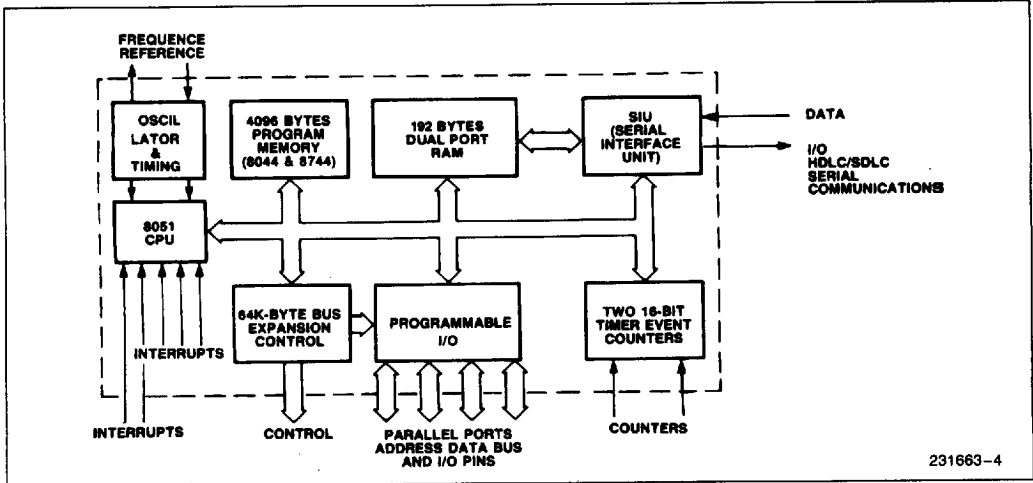 FREQUENCE
REFERENCE
OSCIL
LATOR
&
TIMING
4096 BYTES
PROGRAM
MEMORY
(8044 & 8744)
192 BYTES
DUAL PORT
RAM
SIU
(SERIAL
INTERFACE
UNIT)
DATA
I/O
HDLC/SDLC
SERIAL
COMMUNICATIONS
8051
CPU
64K-BYTE BUS
EXPANSION
CONTROL
PROGRAMMABLE
I/O
TWO 16-BIT
TIMER EVENT
COUNTERS
INTERRUPTS
INTERRUPTS
CONTROL
PARALLEL PORTS
ADDRESS DATA BUS
AND I/O PINS
COUNTERS
231663-4